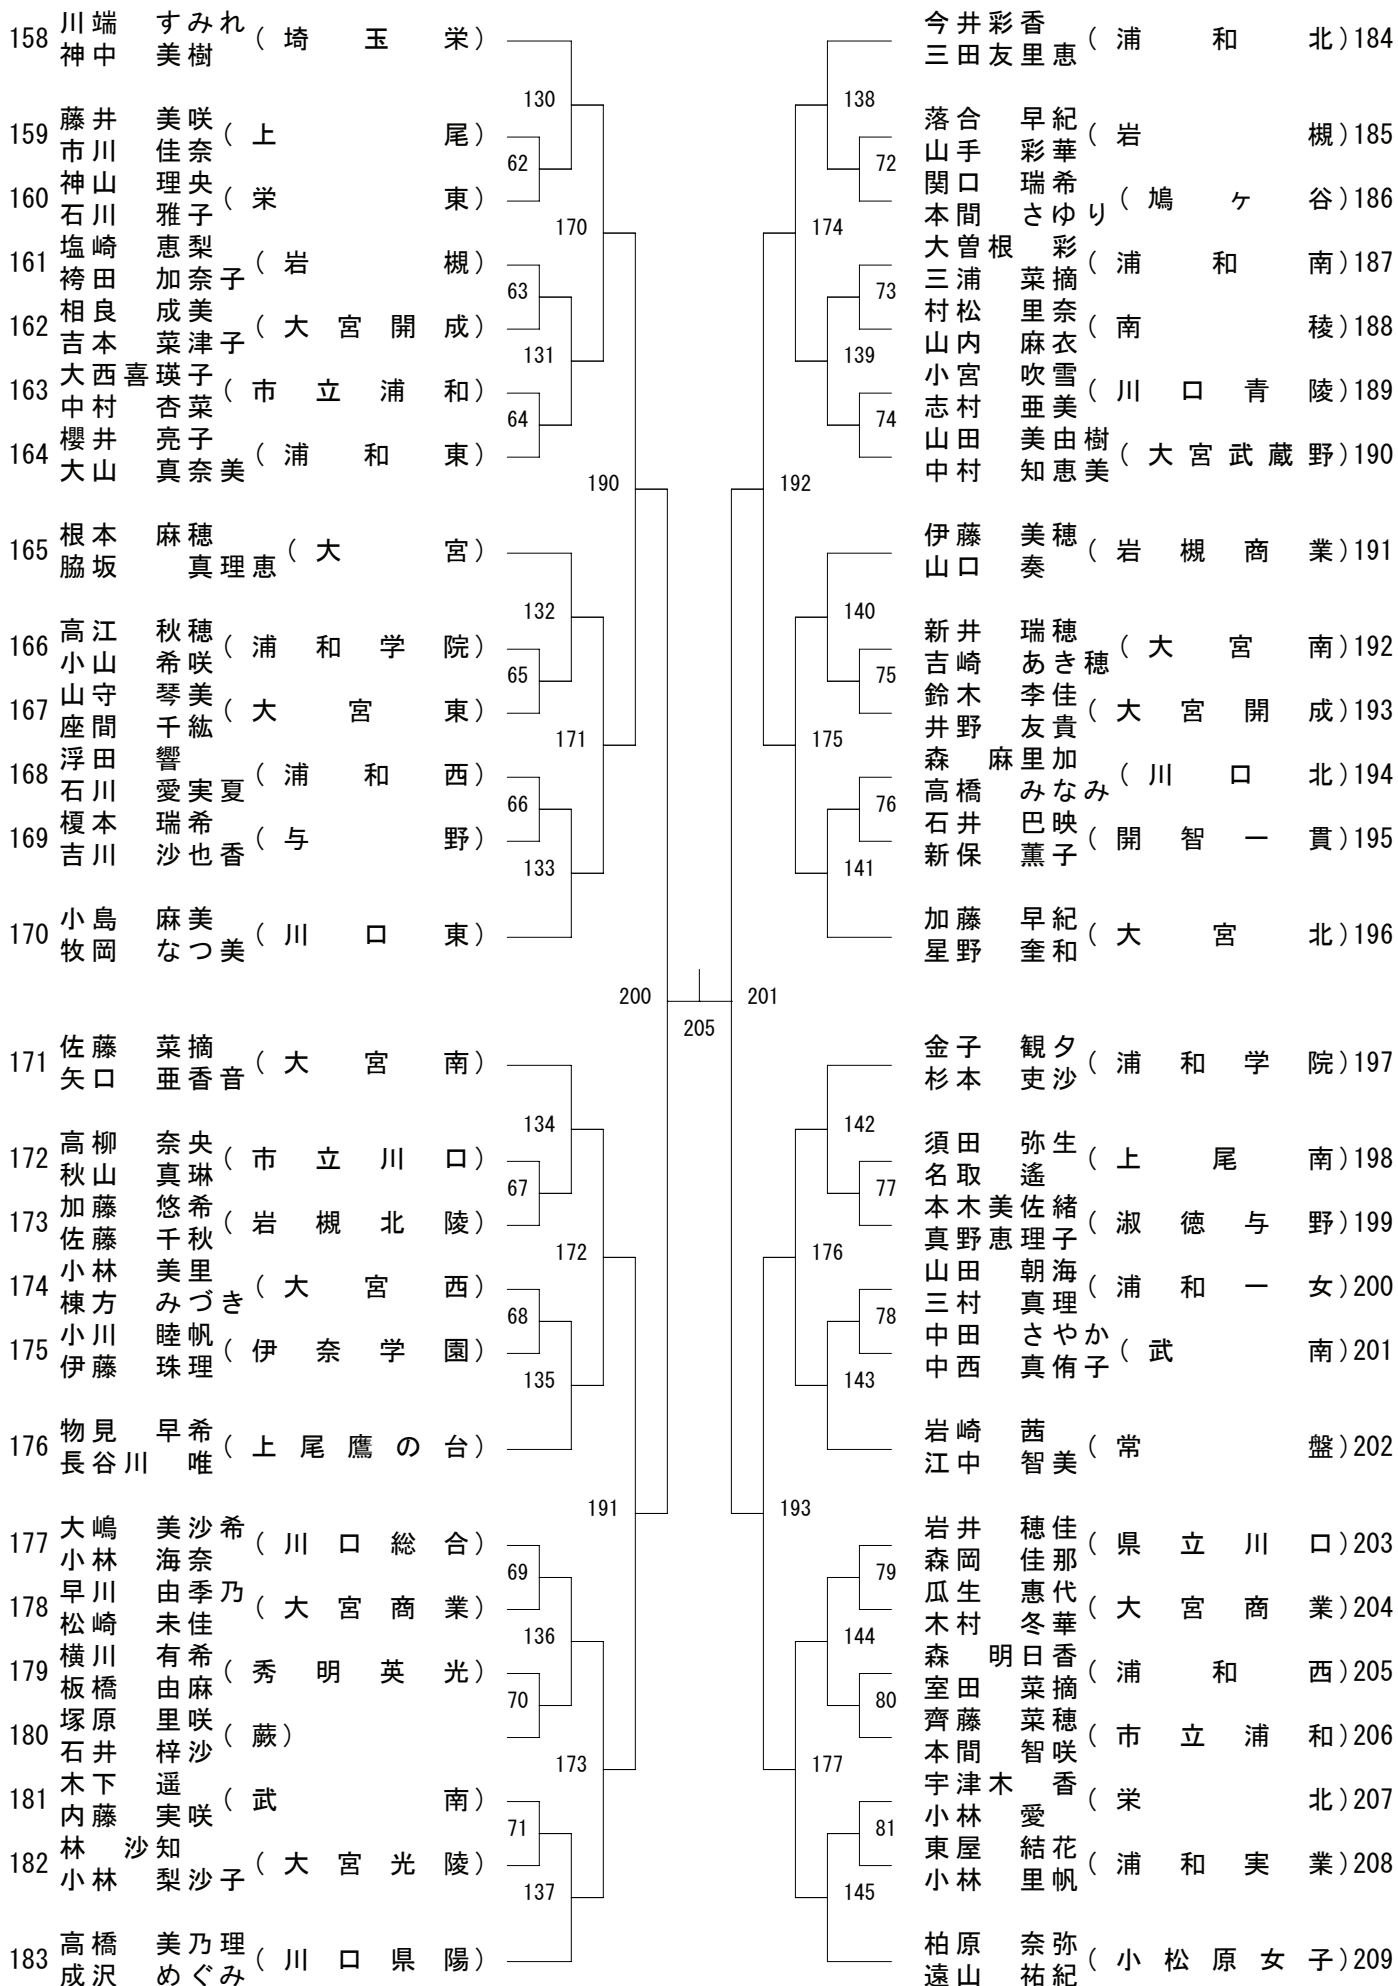 158 川端 すみれ (埼玉栄)
神中 美樹
159 藤井 美咲 (上尾)
市川 佳奈
160 神山 理央 (栄東)
石川 雅子
161 塩崎 恵梨 (岩槻)
袴田 加奈子
162 相良 成美 (大宮開成)
吉本 菜津子
163 大西喜瑛子 (市立浦和)
中村 杏菜
164 櫻井 亮子 (浦和東)
大山 真奈美
165 根本 麻穂 (大宮)
脇坂 真理恵
166 高江 秋穂 (浦和学院)
小山 希咲
167 山守 琴美 (大宮東)
座間 千紘
168 浮田 響 (浦和西)
石川 愛実夏
169 榎本 瑞希 (与野)
吉川 沙也香
170 小島 麻美 (川口東)
牧岡 なつ美
171 佐藤 菜摘 (大宮南)
矢口 亜香音
172 高柳 奈央 (市立川口)
秋山 真琳
173 加藤 悠希 (岩槻北陵)
佐藤 千秋
174 小林 美里 (大宮西)
棟方 みづき
175 小川 睦帆 (伊奈学園)
伊藤 珠理
176 物見 早希 (上尾鷹の台)
長谷川 唯
177 大嶋 美沙希 (川口総合)
小林 海奈
178 早川 由季乃 (大宮商業)
松崎 未佳
179 横川 有希 (秀明英光)
板橋 由麻
180 塚原 里咲 (蕨)
石井 梓沙
181 木下 遥 (武南)
内藤 実咲
182 林 沙知 (大宮光陵)
小林 梨沙子
183 高橋 美乃理 (川口県陽)
成沢 めぐみ
130
62
170
63
131
64
190
132
65
171
66
133
200
134
67
172
68
135
191
69
136
70
173
71
137
205
138
72
174
73
139
74
192
140
75
175
76
141
201
142
77
176
78
143
193
79
144
80
177
81
145
今井彩香 (浦和北) 184
三田友里恵
落合 早紀 (岩槻) 185
山手 彩華
関口 瑞希 (鳩ヶ谷) 186
本間 さゆり
大曽根 彩 (浦和南) 187
三浦 菜摘
村松 里奈 (南稜) 188
山内 麻衣
小宮 吹雪 (川口青陵) 189
志村 亜美
山田 美由樹 (大宮武蔵野) 190
中村 知恵美
伊藤 美穂 (岩槻商業) 191
山口 奏
新井 瑞穂 (大宮南) 192
吉崎 あき穂
鈴木 李佳 (大宮開成) 193
井野 友貴
森 麻里加 (川口北) 194
高橋 みなみ
石井 巴映 (開智一貫) 195
新保 薫子
加藤 早紀 (大宮北) 196
星野 奎和
金子 観夕 (浦和学院) 197
杉本 吏沙
須田 弥生 (上尾南) 198
名取 遙
本木美佐緒 (淑徳与野) 199
真野恵理子
山田 朝海 (浦和一女) 200
三村 真理
中田 さやか (武南) 201
中西 真侑子
岩崎 茜 (常盤) 202
江中 智美
岩井 穂佳 (県立川口) 203
森岡 佳那
瓜生 惠代 (大宮商業) 204
木村 冬華
森 明日香 (浦和西) 205
室田 菜摘
齊藤 菜穂 (市立浦和) 206
本間 智咲
宇津木 香 (栄北) 207
小林 愛
東屋 結花 (浦和実業) 208
小林 里帆
柏原 奈弥 (小松原女子) 209
遠山 祐紀